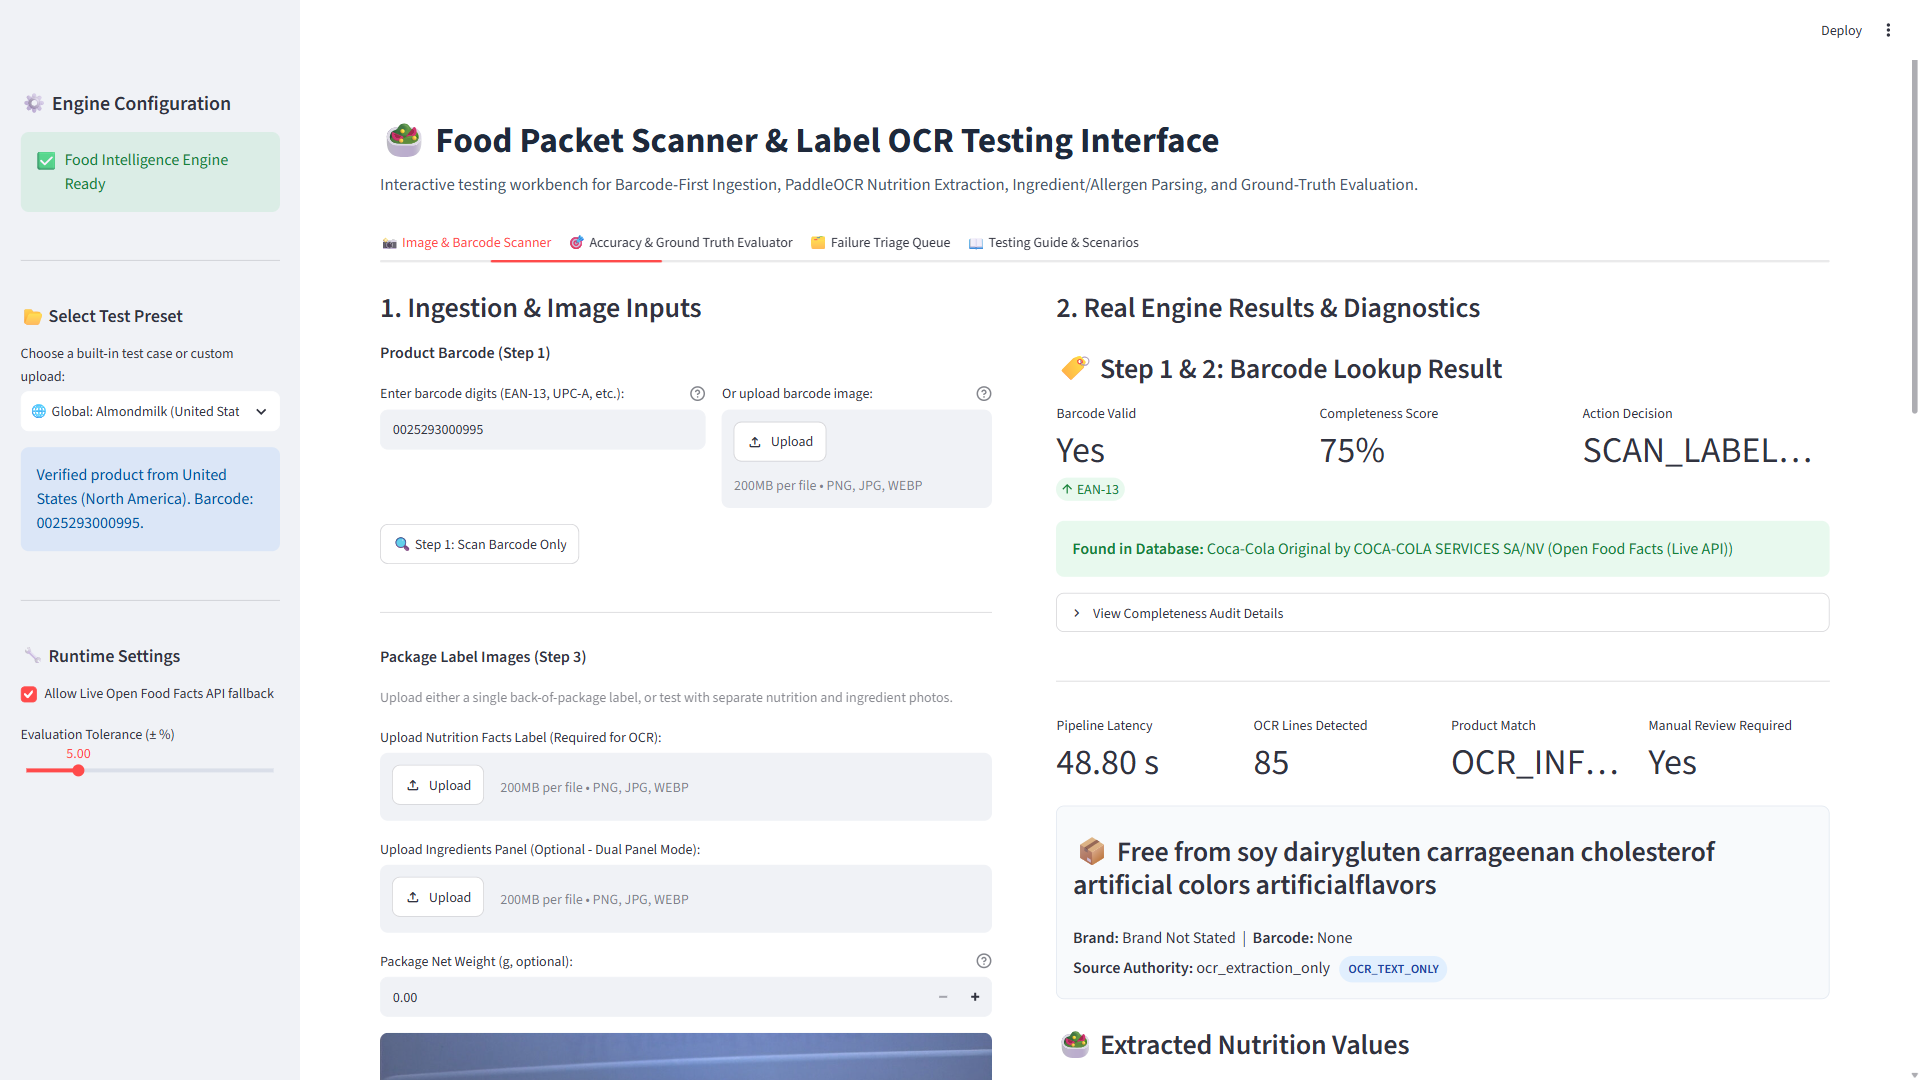 Deploy
Engine Configuration
Food Intelligence Engine
Ready
Select Test Preset
Choose a built-in test case or custom
upload:
Global: Almondmilk (United Stat
Verified product from United
States (North America). Barcode:
0025293000995.
Runtime Settings
Allow Live Open Food Facts API fallback
Evaluation Tolerance (± %)
5.00
Food Packet Scanner & Label OCR Testing Interface
Interactive testing workbench for Barcode-First Ingestion, PaddleOCR Nutrition Extraction, Ingredient/Allergen Parsing, and Ground-Truth Evaluation.
Image & Barcode Scanner
Accuracy & Ground Truth Evaluator
Failure Triage Queue
Testing Guide & Scenarios
1. Ingestion & Image Inputs
Product Barcode (Step 1)
Enter barcode digits (EAN-13, UPC-A, etc.):
0025293000995
Or upload barcode image:
Upload
200MB per file • PNG, JPG, WEBP
Step 1: Scan Barcode Only
Package Label Images (Step 3)
Upload either a single back-of-package label, or test with separate nutrition and ingredient photos.
Upload Nutrition Facts Label (Required for OCR):
Upload
200MB per file • PNG, JPG, WEBP
Upload Ingredients Panel (Optional - Dual Panel Mode):
Upload
200MB per file • PNG, JPG, WEBP
Package Net Weight (g, optional):
0.00
2. Real Engine Results & Diagnostics
Step 1 & 2: Barcode Lookup Result
Barcode Valid
Yes
↑ EAN-13
Completeness Score
75%
Action Decision
SCAN_LABEL...
Found in Database: Coca-Cola Original by COCA-COLA SERVICES SA/NV (Open Food Facts (Live API))
View Completeness Audit Details
Pipeline Latency
48.80 s
OCR Lines Detected
85
Product Match
OCR_INF...
Manual Review Required
Yes
Free from soy dairygluten carrageenan cholesterof
artificial colors artificialflavors
Brand: Brand Not Stated | Barcode: None
Source Authority: ocr_extraction_only OCR_TEXT_ONLY
Extracted Nutrition Values